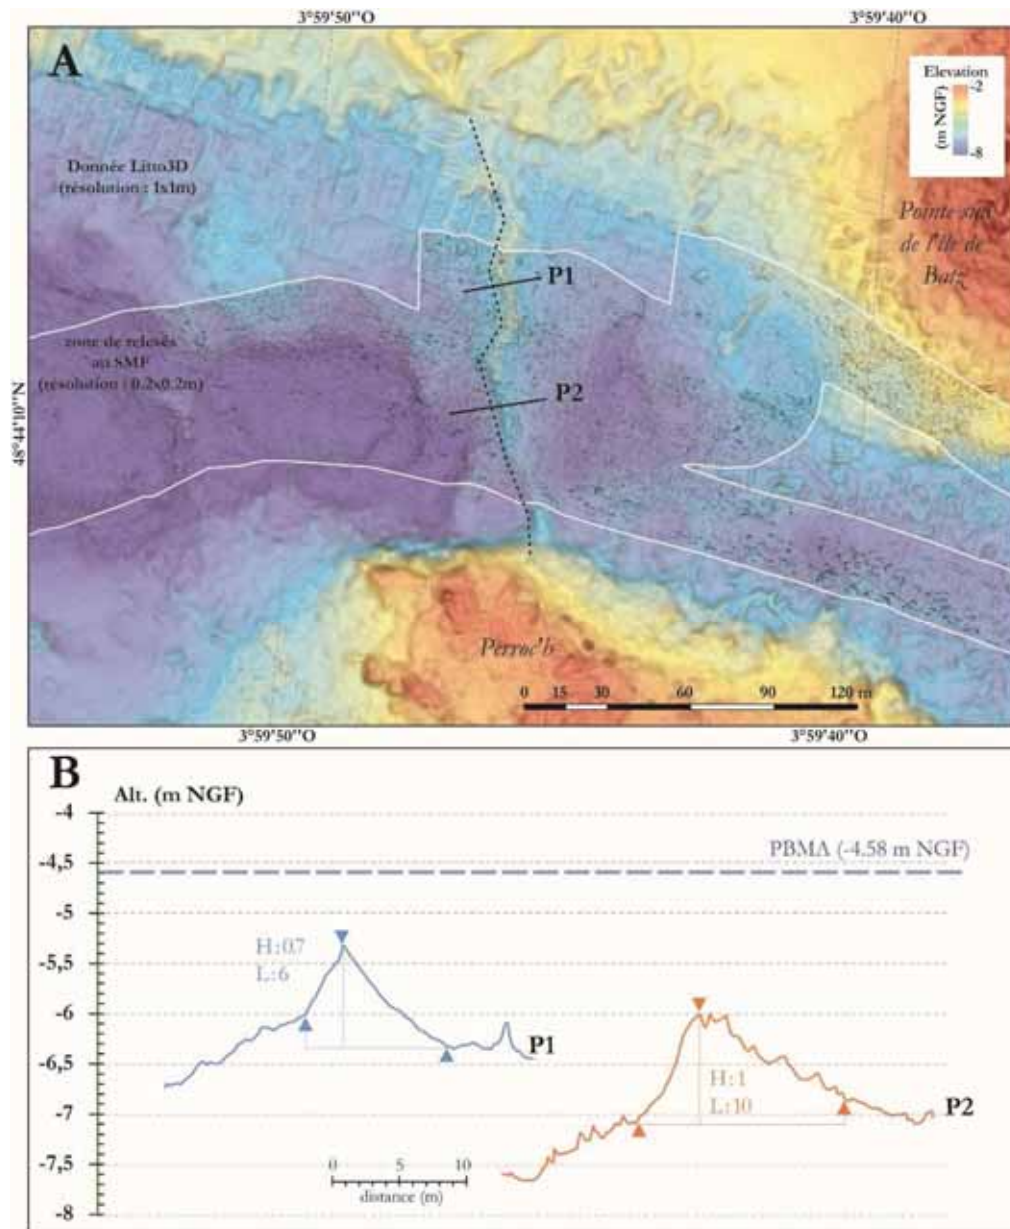 3°59'50''O
3°59'40''O
A
Elevation
(m NGF)
-2
-8
Donnée Litto3D
(résolution : 1x1m)
Pointe sud
de l'île de
Batz
P1
zone de relevés
au SMF
(résolution : 0.2x0.2m)
P2
48°44'10''N
Perroc'h
0 15 30 60 90 120 m
3°59'50''O
3°59'40''O
B
Alt. (m NGF)
-4
-4,5
PBMA (-4.58 m NGF)
-5
H:0.7
L:6
-5,5
-6
-6,5
P1
H:1
L:10
-7
P2
-7,5
0 5 10
distance (m)
-8